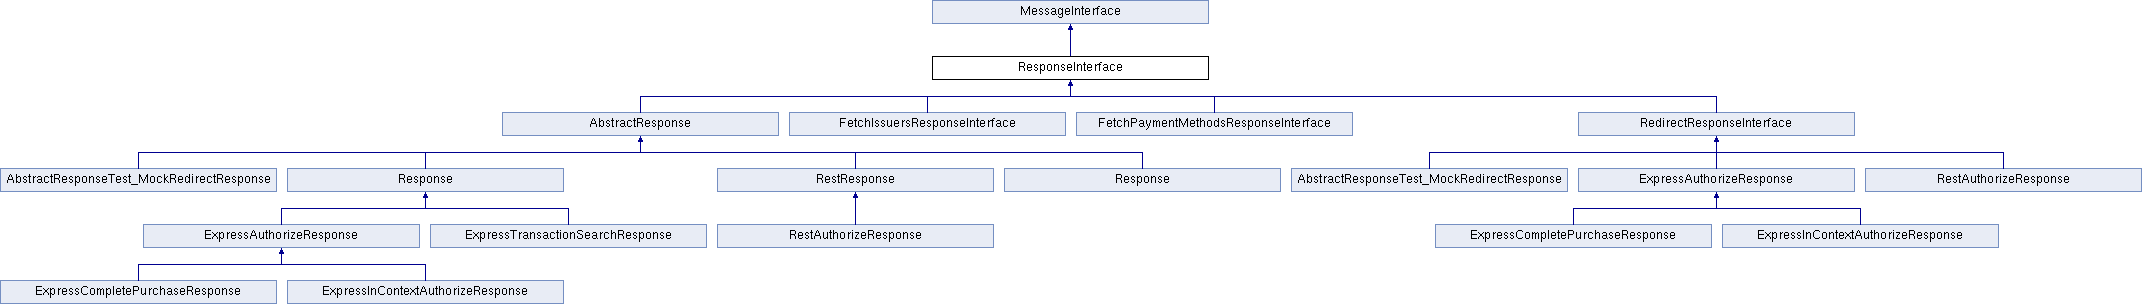 MessageInterface
ResponseInterface
AbstractResponse
FetchIssuersResponseInterface
FetchPaymentMethodsResponseInterface
RedirectResponseInterface
AbstractResponseTest_MockRedirectResponse
Response
RestResponse
Response
AbstractResponseTest_MockRedirectResponse
ExpressAuthorizeResponse
RestAuthorizeResponse
ExpressAuthorizeResponse
ExpressTransactionSearchResponse
RestAuthorizeResponse
ExpressCompletePurchaseResponse
ExpressInContextAuthorizeResponse
ExpressCompletePurchaseResponse
ExpressInContextAuthorizeResponse